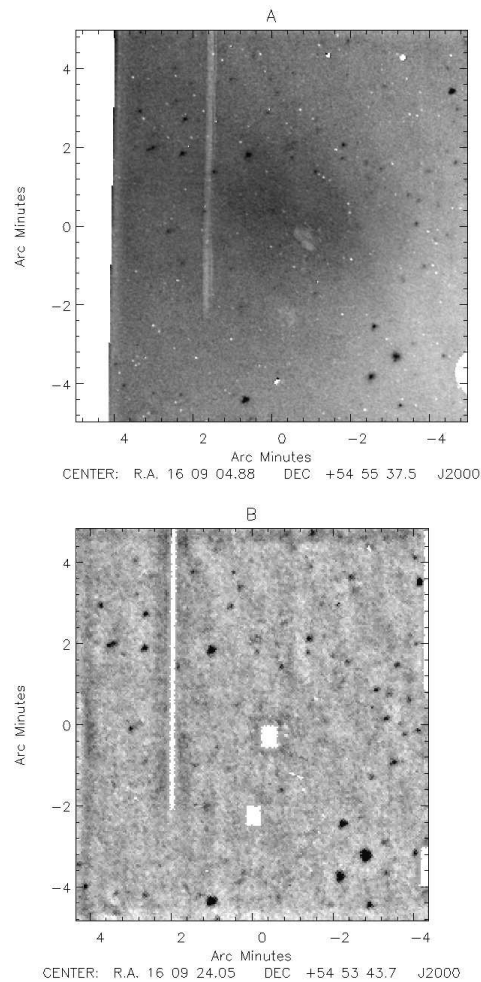 A
4
2
0
−2
−4
Arc Minutes
4 2 0 −2 −4
Arc Minutes
CENTER: R.A. 16 09 04.88 DEC +54 55 37.5 J2000
B
4
2
0
−2
−4
Arc Minutes
4 2 0 −2 −4
Arc Minutes
CENTER: R.A. 16 09 24.05 DEC +54 53 43.7 J2000